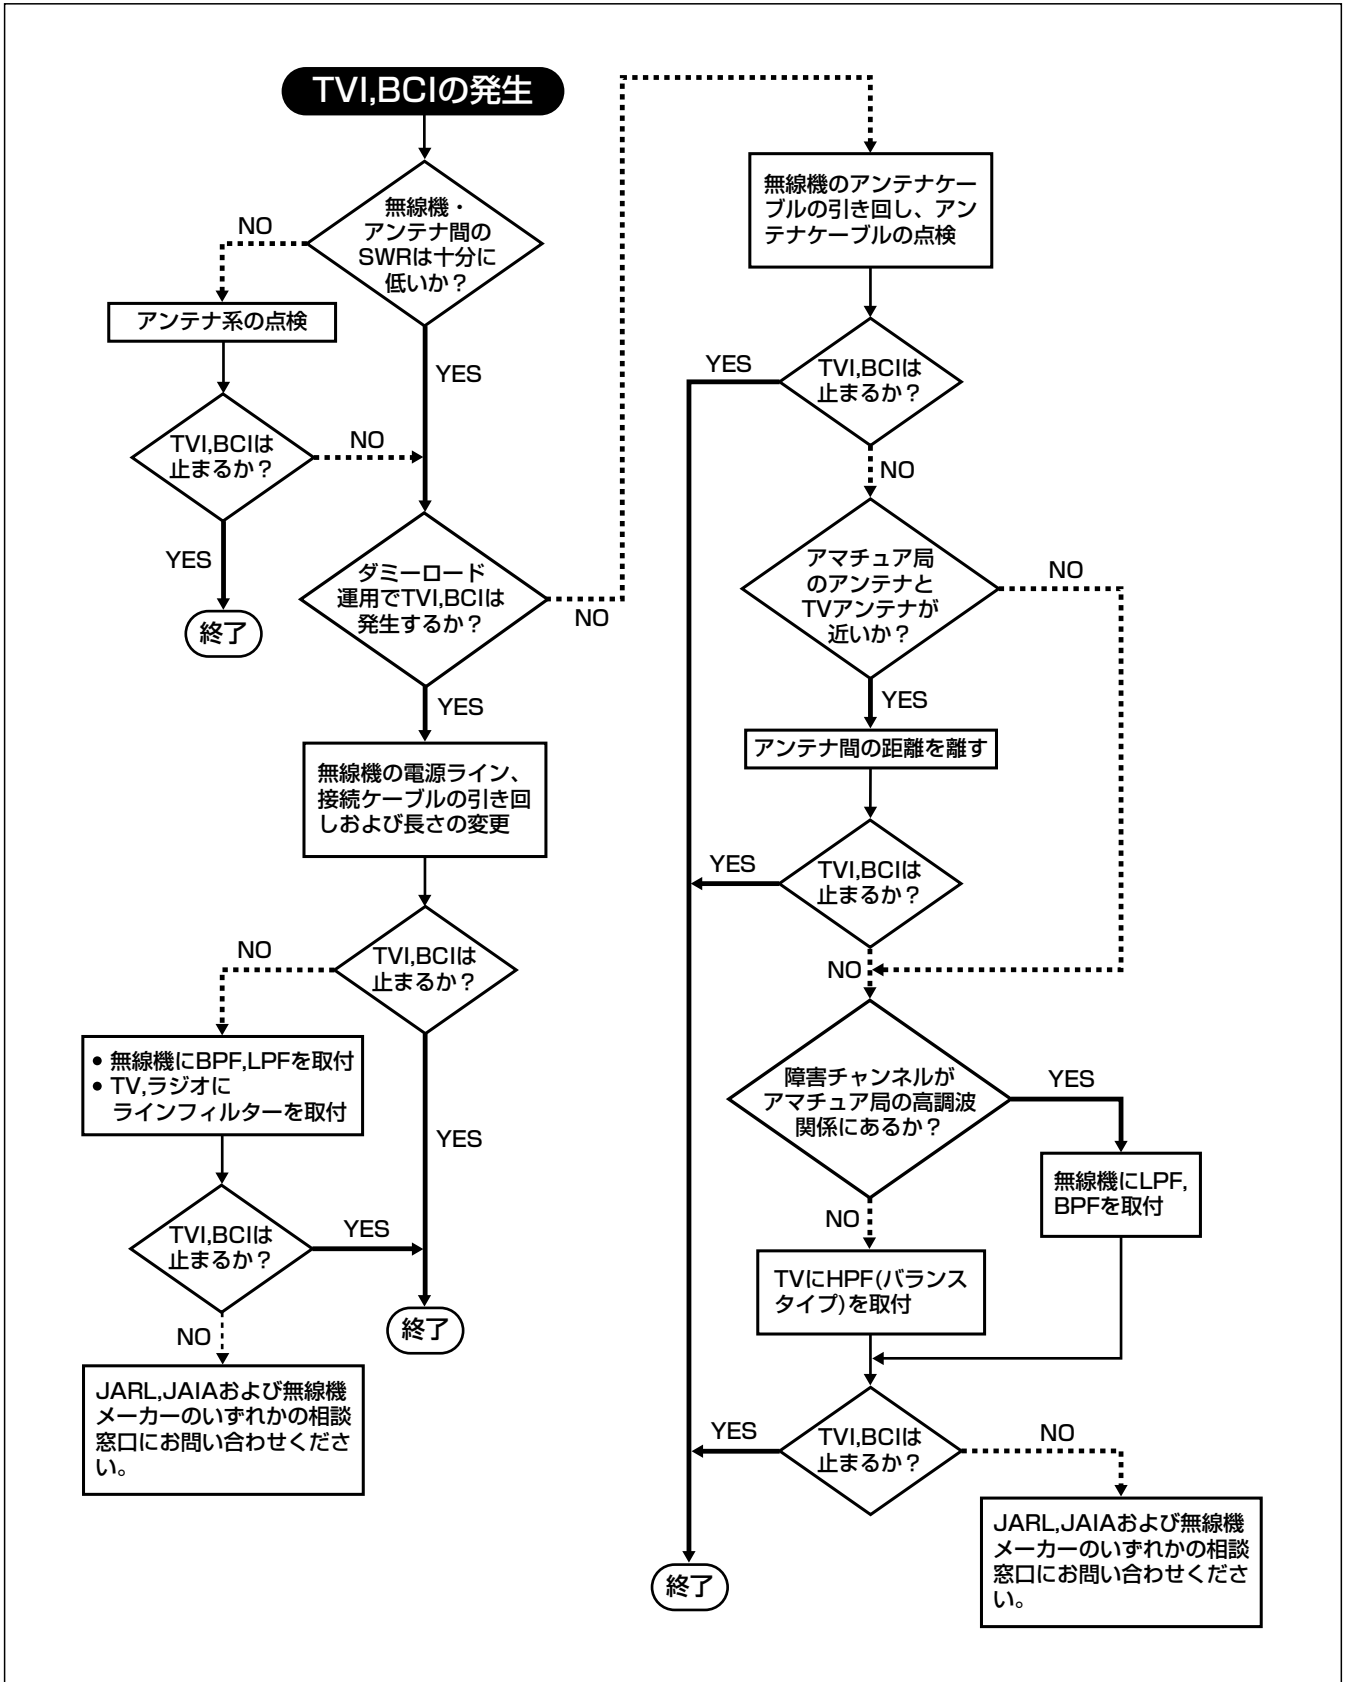 TVI,BCIの発生
無線機・
アンテナ間の
SWRは十分に
低いか？
NO
アンテナ系の点検
YES
TVI,BCIは
止まるか？
NO
YES
終了
ダミーロード
運用でTVI,BCIは
発生するか？
NO
YES
無線機の電源ライン、
接続ケーブルの引き回
しおよび長さの変更
TVI,BCIは
止まるか？
NO
YES
• 無線機にBPF,LPFを取付
• TV,ラジオに
ラインフィルターを取付
TVI,BCIは
止まるか？
YES
終了
NO
JARL,JAIAおよび無線機
メーカーのいずれかの相談
窓口にお問い合わせくださ
い。
無線機のアンテナケー
ブルの引き回し、アン
テナケーブルの点検
TVI,BCIは
止まるか？
YES
NO
アマチュア局
のアンテナと
TVアンテナが
近いか？
NO
YES
アンテナ間の距離を離す
TVI,BCIは
止まるか？
YES
NO
障害チャンネルが
アマチュア局の高調波
関係にあるか？
YES
無線機にLPF,
BPFを取付
NO
TVにHPF(バランス
タイプ)を取付
TVI,BCIは
止まるか？
YES
NO
終了
JARL,JAIAおよび無線機
メーカーのいずれかの相談
窓口にお問い合わせくださ
い。